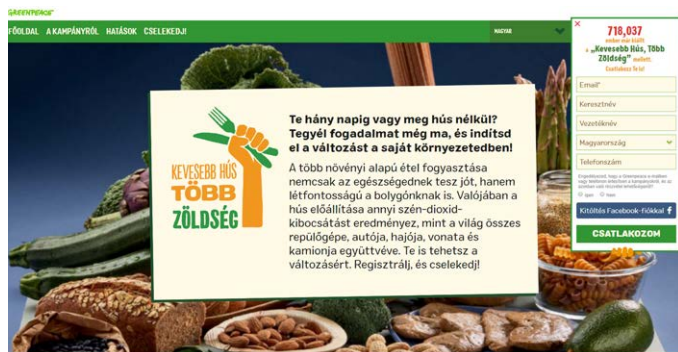 GREENPEACE
FŐOLDAL A KAMPÁNYRÓL HATÁSOK CSELEKEDJ!
MAGYAR
KEVESEBB HÚS
TÖBB
ZÖLDSÉG
Te hány napig vagy meg hús nélkül?
Tegyél fogadalmat még ma, és indítsd
el a változást a saját környezetedben!
A több növényi alapú étel fogyasztása
nemcsak az egészségednek tesz jót, hanem
létfontosságú a bolygónknak is. Valójában a
hús előállítása annyi szén-dioxid-
kibocsátást eredményez, mint a világ összes
repülőgépe, autója, hajója, vonata és
kamionja együttvéve. Te is tehetsz a
változásért. Regisztrálj, és cselekedj!
718,037
ember már kiállt
a „Kevesebb Hús, Több
Zöldség” mellett.
Csatlakozz Te is!
Email*
Keresztnév
Vezetéknév
Magyarország
Telefonszám
Igen Nem
Kitöltés Facebook-fiókkal f
CSATLAKOZOM